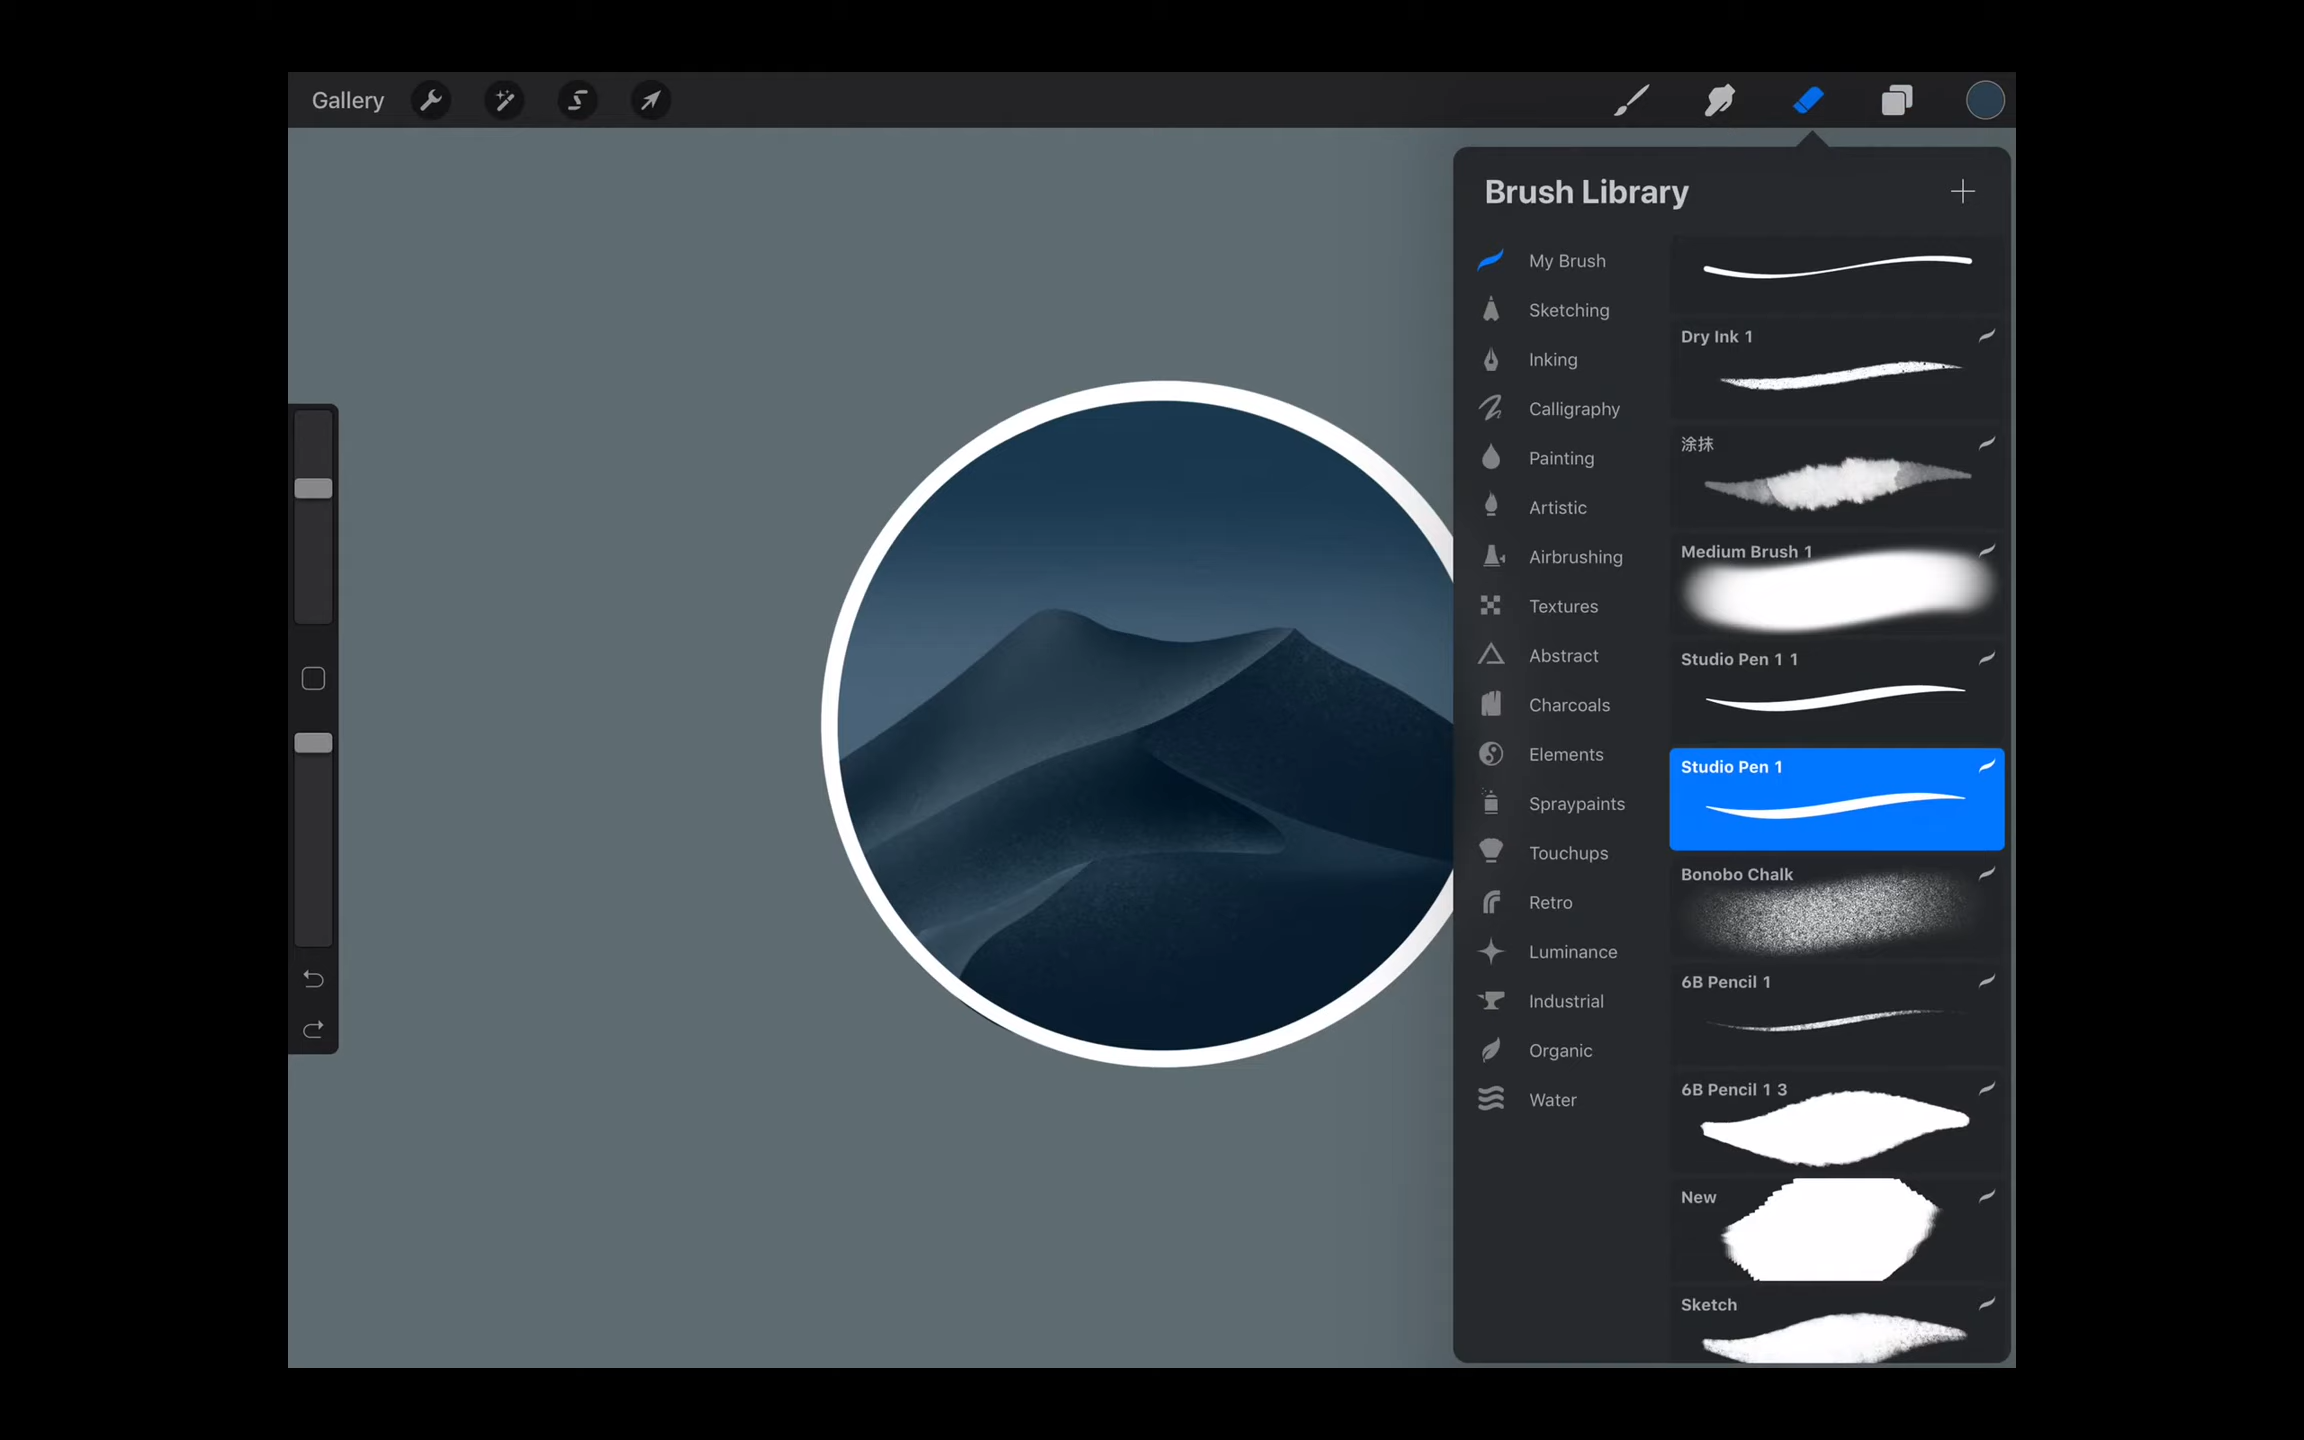 Gallery
Brush Library
My Brush
Sketching
Inking
Calligraphy
Painting
Artistic
Airbrushing
Textures
Abstract
Charcoals
Elements
Spraypaints
Touchups
Retro
Luminance
Industrial
Organic
Water
Dry Ink 1
涂抹
Medium Brush 1
Studio Pen 1 1
Studio Pen 1
Bonobo Chalk
6B Pencil 1
6B Pencil 1 3
New
Sketch